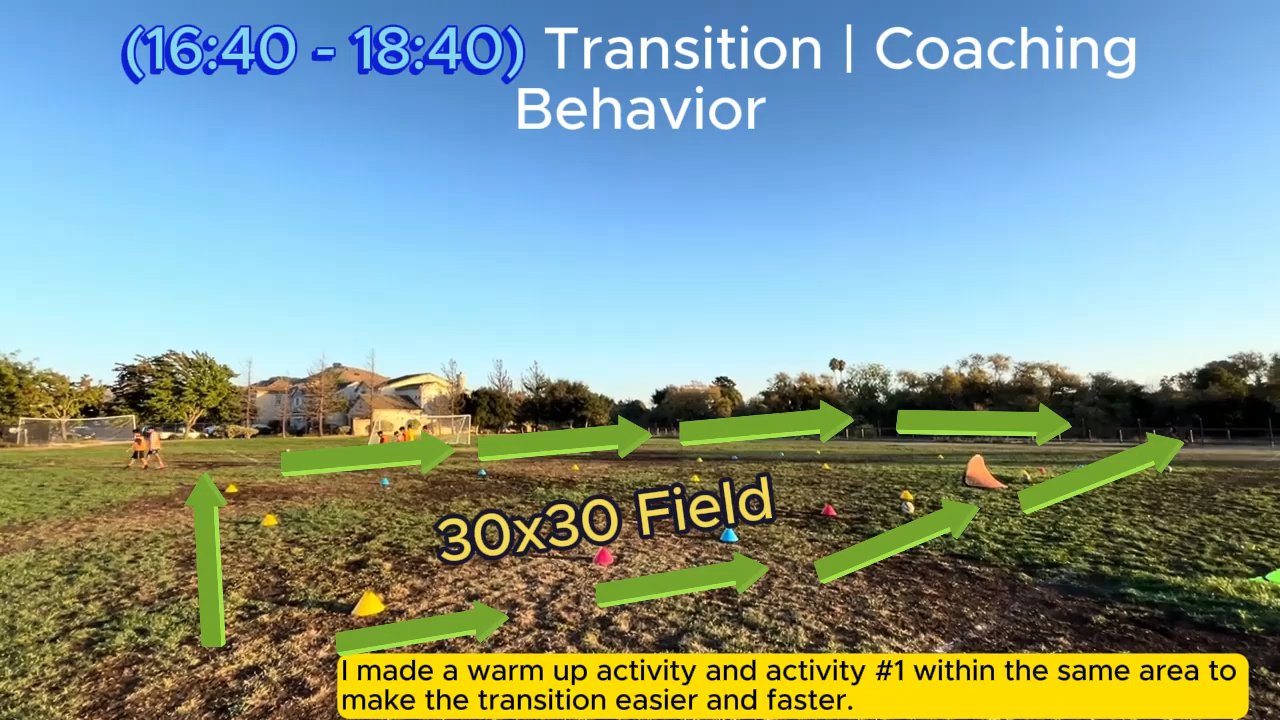 (16:40 - 18:40) Transition | Coaching
Behavior
30x30 Field
I made a warm up activity and activity #1 within the same area to
make the transition easier and faster.